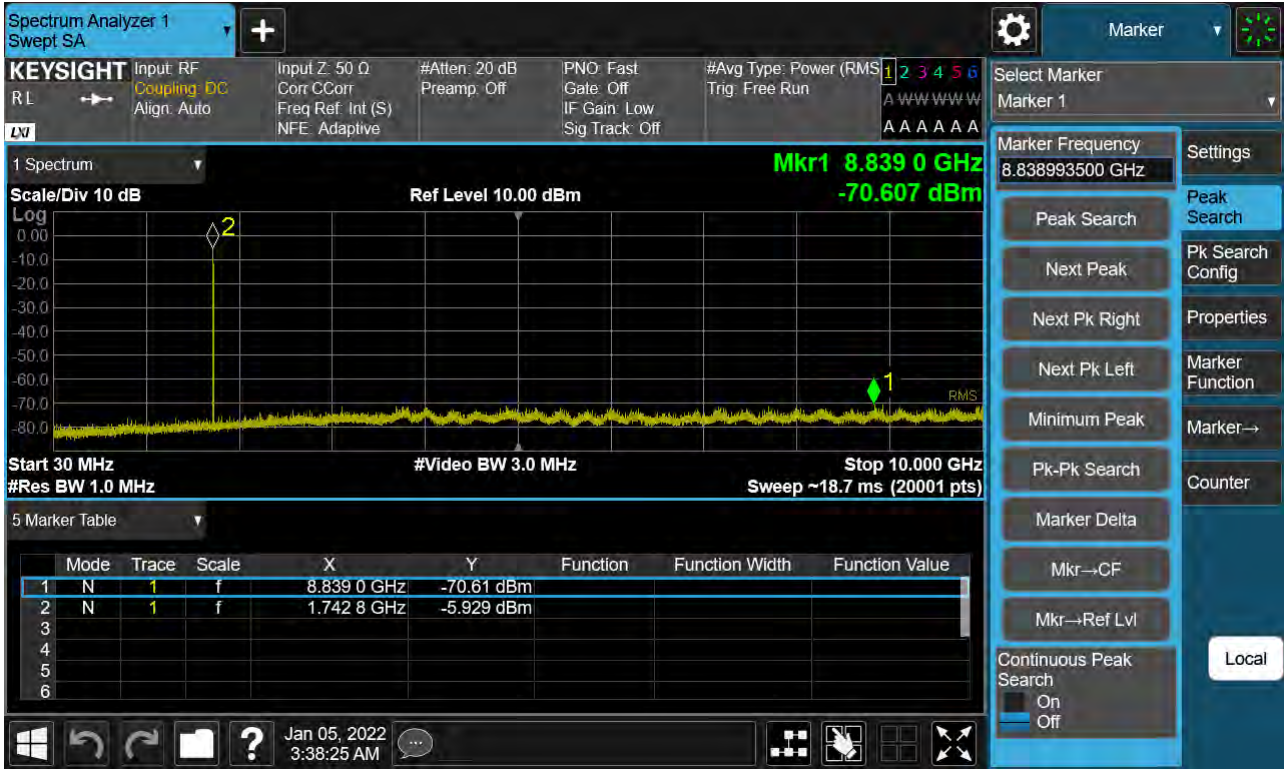 Spectrum Analyzer 1
Swept SA
Marker
KEYSIGHT Input: RF Input Z: 50 Ω #Atten: 20 dB PNO: Fast #Avg Type: Power (RMS 1 2 3 4 5 6
RL Coupling: DC Corr CCorr Preamp: Off Gate: Off Trig: Free Run A W W W W W
Align: Auto Freq Ref: Int (S) IF Gain: Low
LXI NFE: Adaptive Sig Track: Off A A A A A A
Select Marker
Marker 1
1 Spectrum
Mkr1 8.839 0 GHz
Scale/Div 10 dB Ref Level 10.00 dBm -70.607 dBm
Log
0.00
-10.0
-20.0
-30.0
-40.0
-50.0
-60.0
-70.0
-80.0
2
1
RMS
Start 30 MHz #Video BW 3.0 MHz Stop 10.000 GHz
#Res BW 1.0 MHz Sweep ~18.7 ms (20001 pts)
5 Marker Table
Mode Trace Scale X Y Function Function Width Function Value
1 N 1 f 8.839 0 GHz -70.61 dBm
2 N 1 f 1.742 8 GHz -5.929 dBm
3
4
5
6
Marker Frequency
8.838993500 GHz
Peak Search
Next Peak
Next Pk Right
Next Pk Left
Minimum Peak
Pk-Pk Search
Marker Delta
Mkr→CF
Mkr→Ref Lvl
Continuous Peak
Search
On
Off
Settings
Peak
Search
Pk Search
Config
Properties
Marker
Function
Marker→
Counter
Local
?
Jan 05, 2022
3:38:25 AM